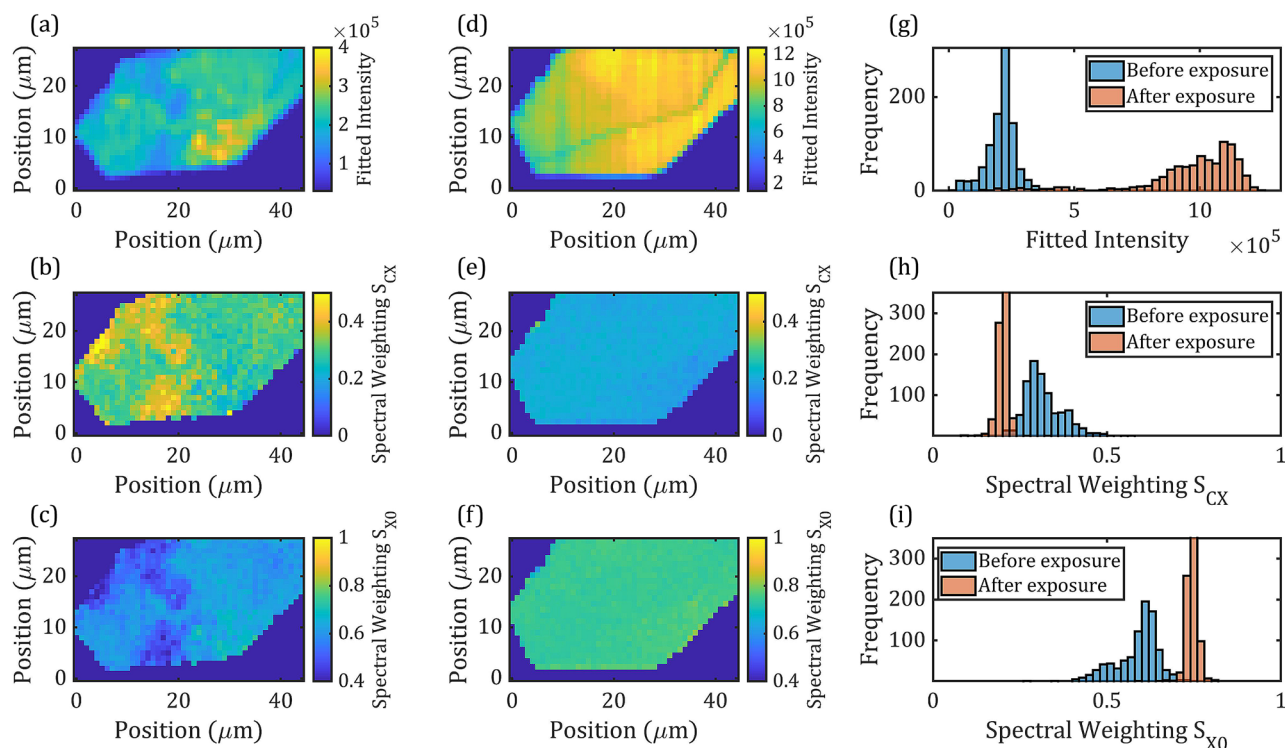 (a)
×10⁵
4
3
2
1
Fitted Intensity
20
10
0
Position (μm)
0
20
40
Position (μm)
(d)
×10⁵
12
10
8
6
4
2
Fitted Intensity
20
10
0
Position (μm)
0
20
40
Position (μm)
(g)
Before exposure
After exposure
200
0
Frequency
0
5
10
Fitted Intensity
×10⁵
(b)
0.4
0.2
0
Spectral Weighting S_CX
20
10
0
Position (μm)
0
20
40
Position (μm)
(e)
0.4
0.2
0
Spectral Weighting S_CX
20
10
0
Position (μm)
0
20
40
Position (μm)
(h)
Before exposure
After exposure
300
200
100
Frequency
0
0.5
1
Spectral Weighting S_CX
(c)
1
0.8
0.6
0.4
Spectral Weighting S_X0
20
10
0
Position (μm)
0
20
40
Position (μm)
(f)
1
0.8
0.6
0.4
Spectral Weighting S_X0
20
10
0
Position (μm)
0
20
40
Position (μm)
(i)
Before exposure
After exposure
300
200
100
Frequency
0
0.5
1
Spectral Weighting S_X0